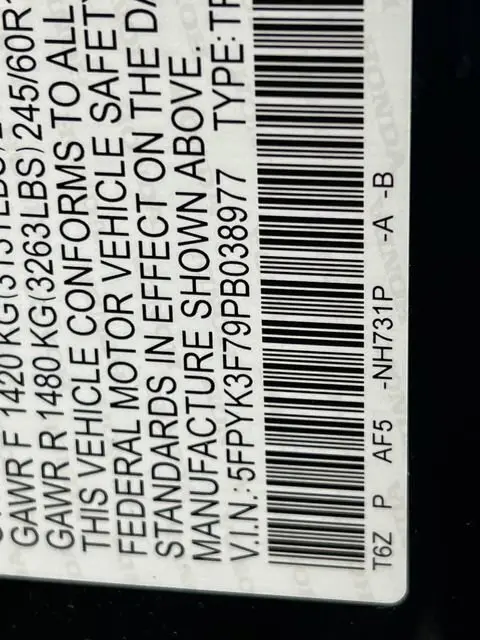 GAWR F 1420 KG(3131LBS)
GAWR R 1480 KG(3263LBS) 245/60R
THIS VEHICLE CONFORMS TO ALL
FEDERAL MOTOR VEHICLE SAFETY
STANDARDS IN EFFECT ON THE DA
MANUFACTURE SHOWN ABOVE.
V.I.N.: 5FPYK3F79PB038977 TYPE: TR
T6Z P AF5 -NH731P -A -B